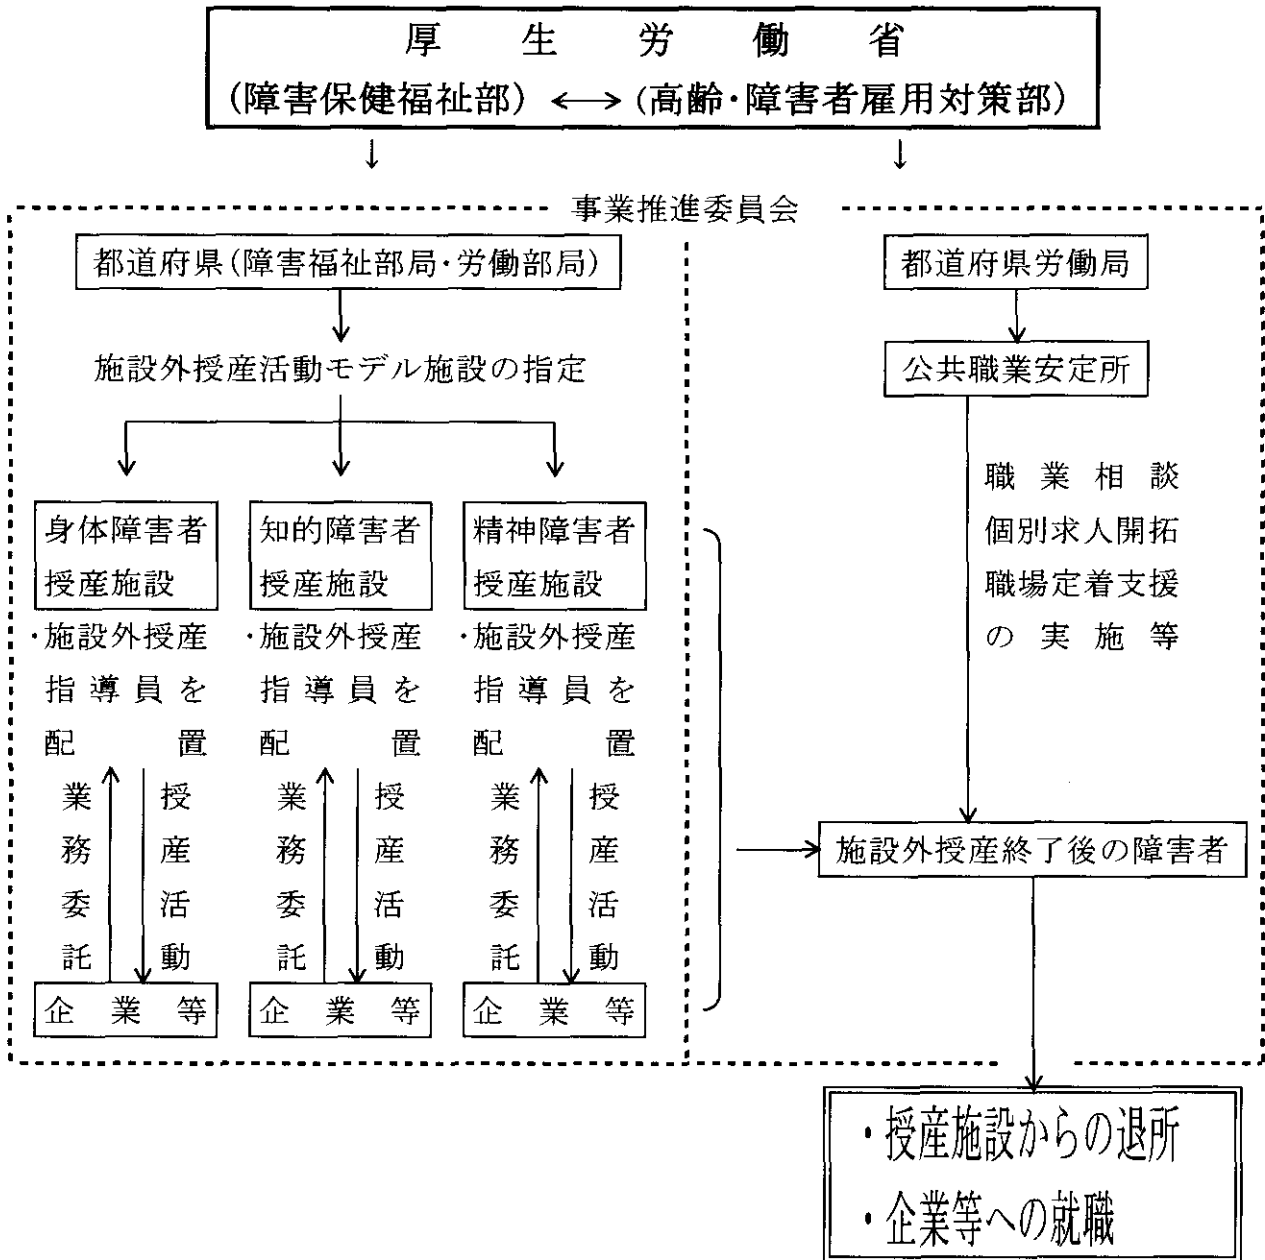 厚生労働省
(障害保健福祉部) ←→ (高齢・障害者雇用対策部)
↓ ↓
事業推進委員会
都道府県(障害福祉部局・労働部局)
施設外授産活動モデル施設の指定
身体障害者
授産施設
・施設外授産
指導員を
配置
業務委託
授産活動
企業等
知的障害者
授産施設
・施設外授産
指導員を
配置
業務委託
授産活動
企業等
精神障害者
授産施設
・施設外授産
指導員を
配置
業務委託
授産活動
企業等
都道府県労働局
公共職業安定所
職業相談
個別求人開拓
職場定着支援
の実施等
施設外授産終了後の障害者
・授産施設からの退所
・企業等への就職